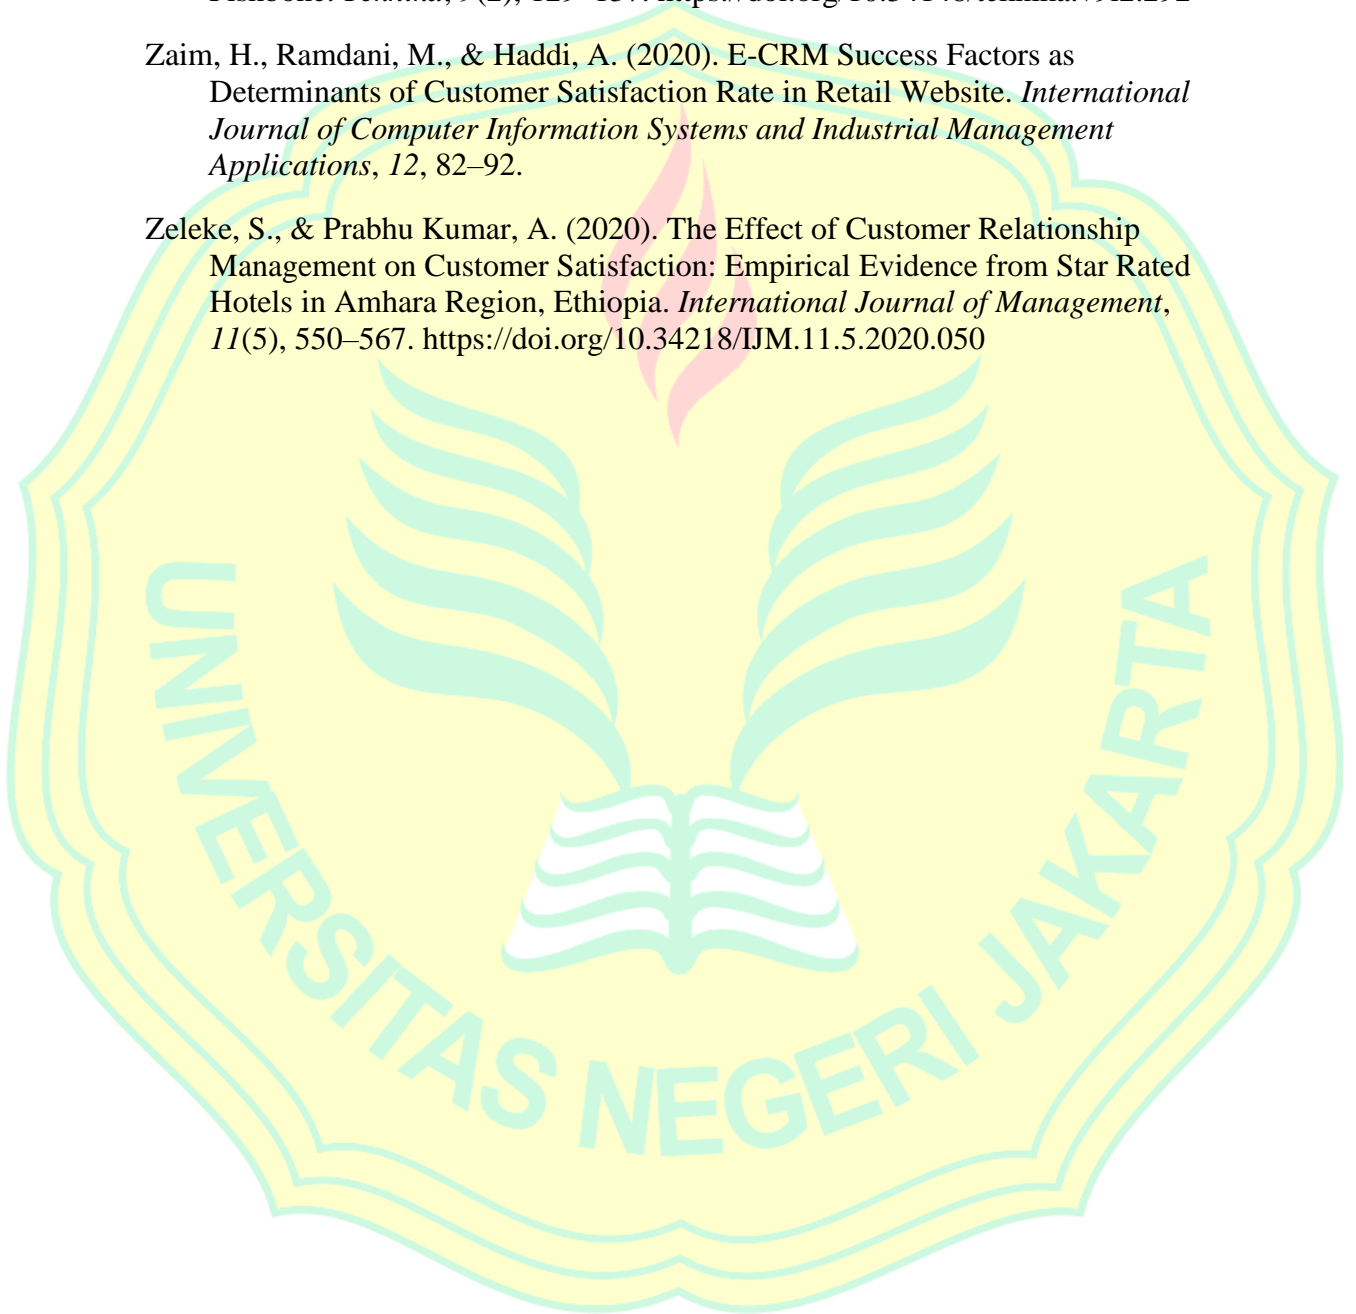 Zaim, H., Ramdani, M., & Haddi, A. (2020). E-CRM Success Factors as
Determinants of Customer Satisfaction Rate in Retail Website. International
Journal of Computer Information Systems and Industrial Management
Applications, 12, 82–92.
Zeleke, S., & Prabhu Kumar, A. (2020). The Effect of Customer Relationship
Management on Customer Satisfaction: Empirical Evidence from Star Rated
Hotels in Amhara Region, Ethiopia. International Journal of Management,
11(5), 550–567. https://doi.org/10.34218/IJM.11.5.2020.050
UNIVERSITAS NEGERI JAKARTA